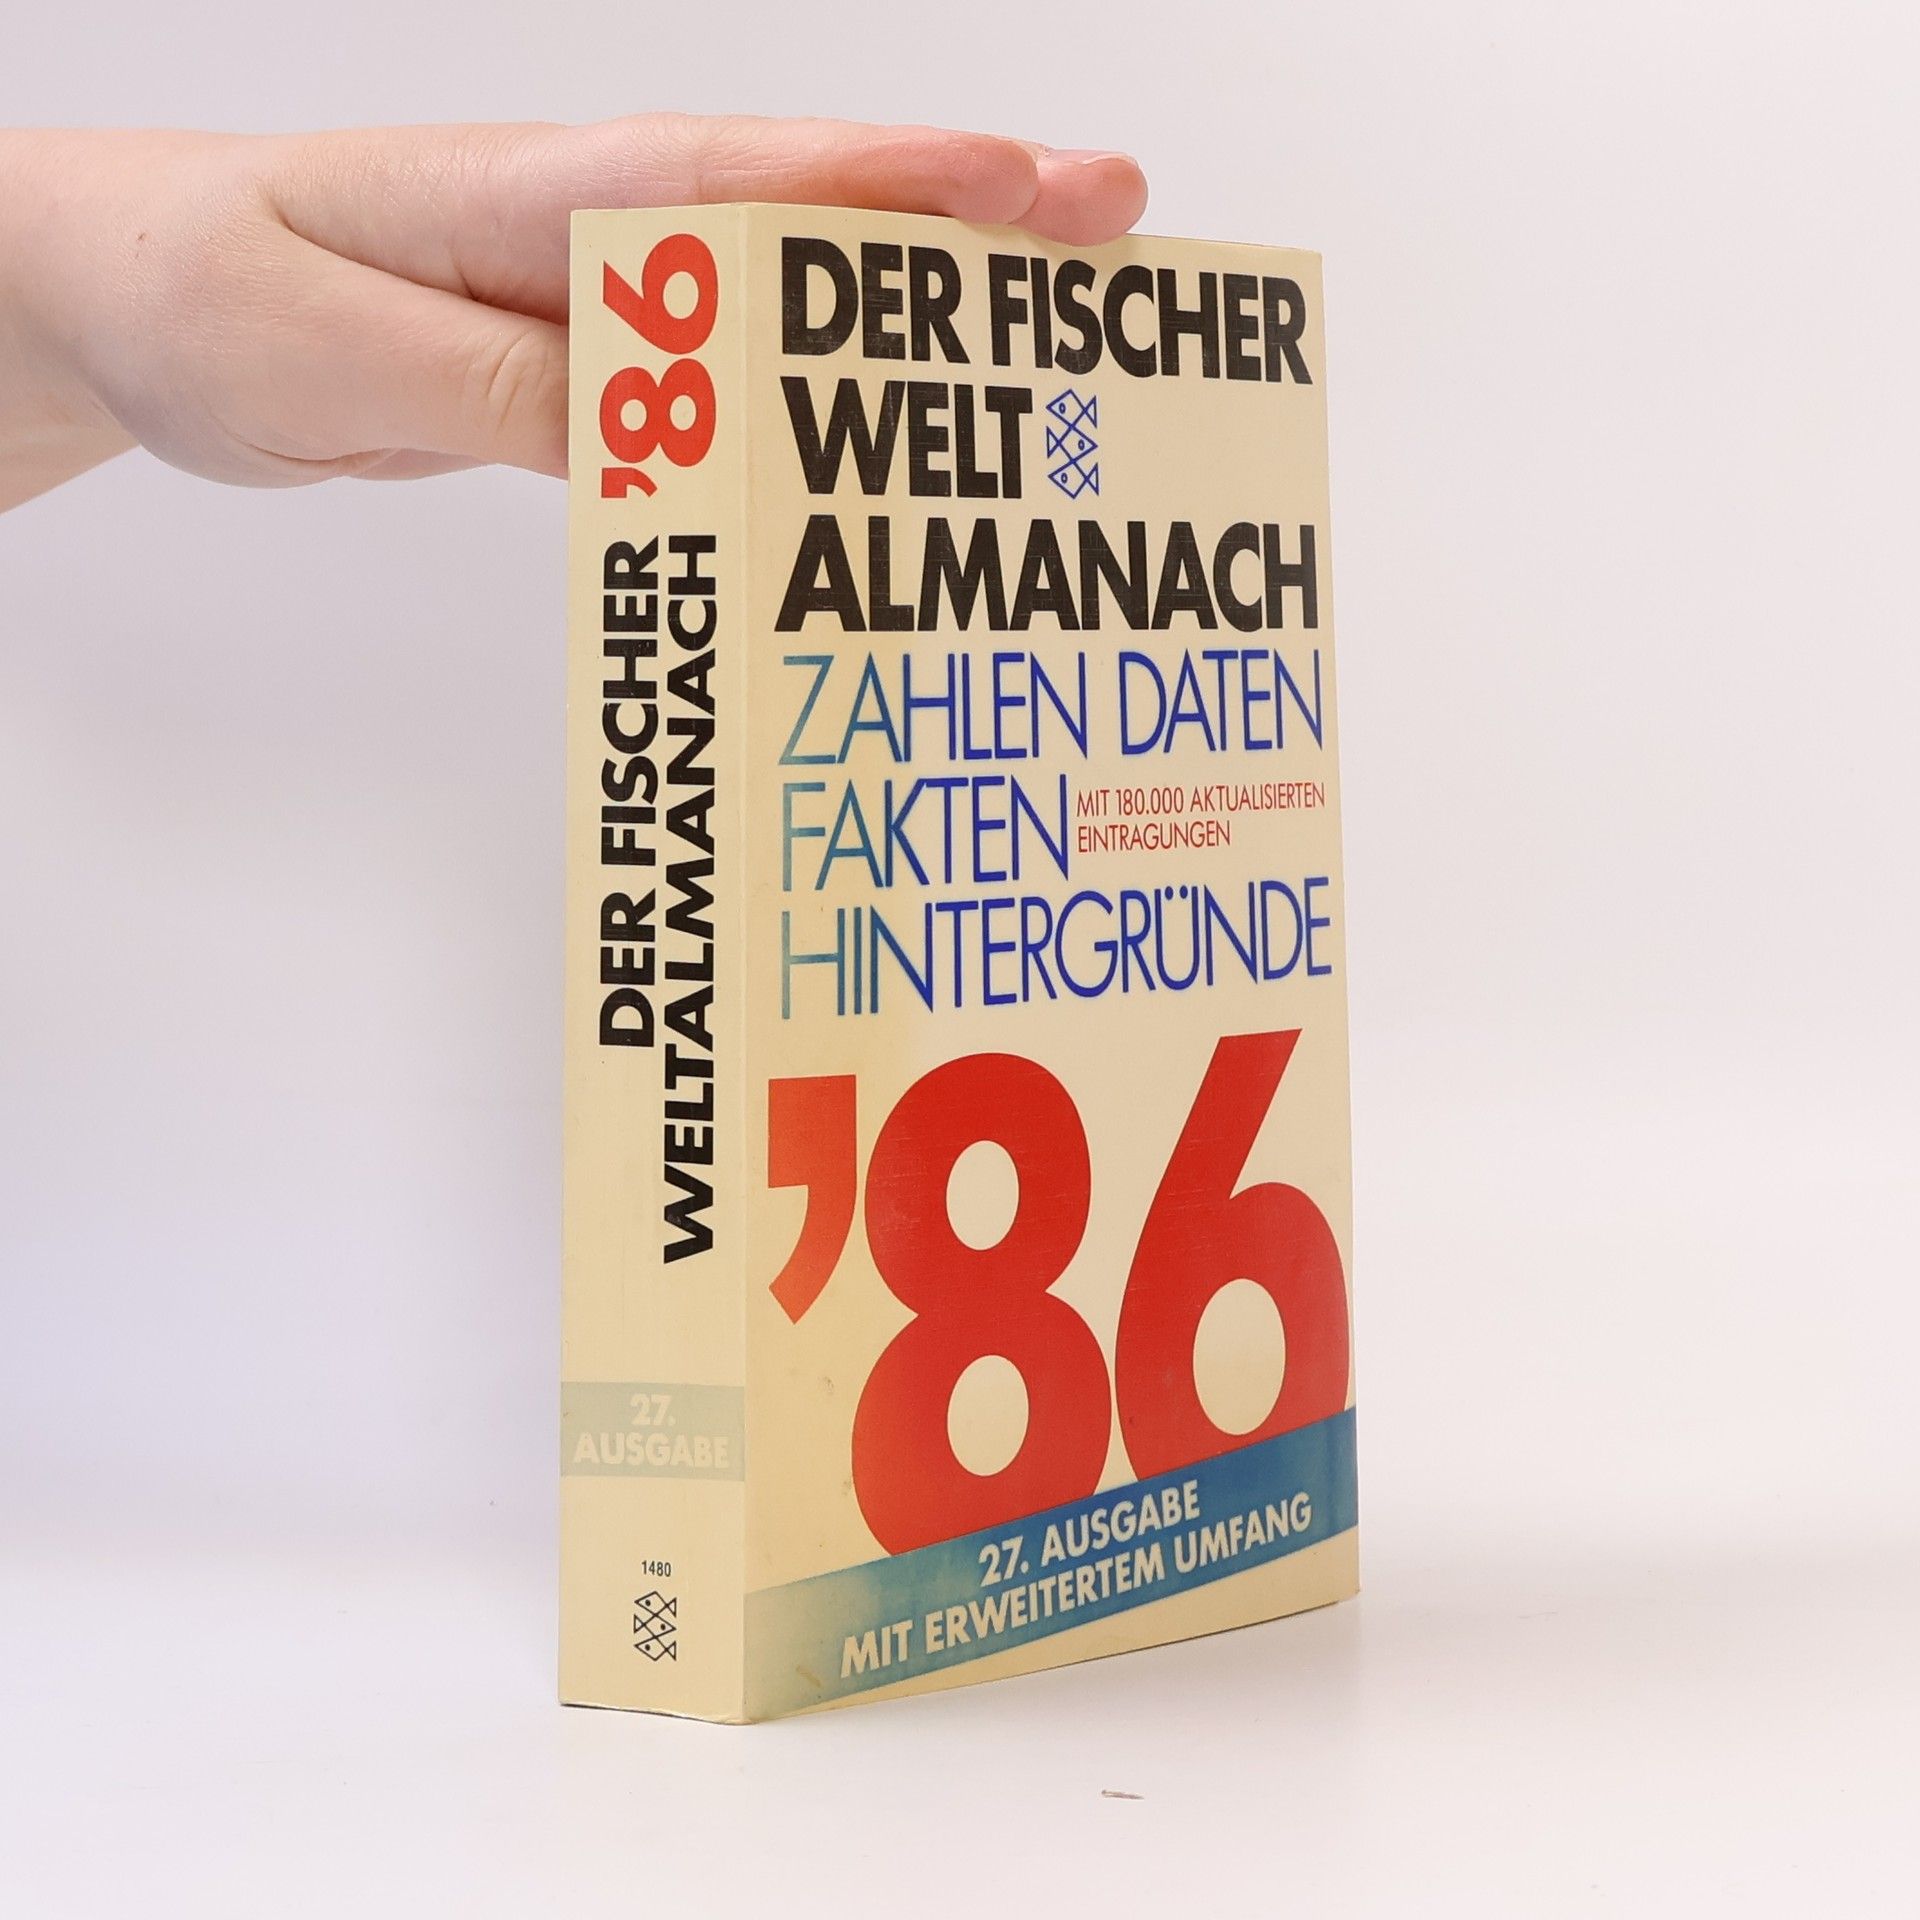 '86
DER FISCHER
WELTALMANACH
27.
AUSGABE
1480
DER FISCHER
WELT
ALMANACH
ZAHLEN DATEN
FAKTEN
MIT 180.000 AKTUALISIERTEN
EINTRAGUNGEN
HINTERGRÜNDE
'86
27. AUSGABE
MIT ERWEITERTEM UMFANG